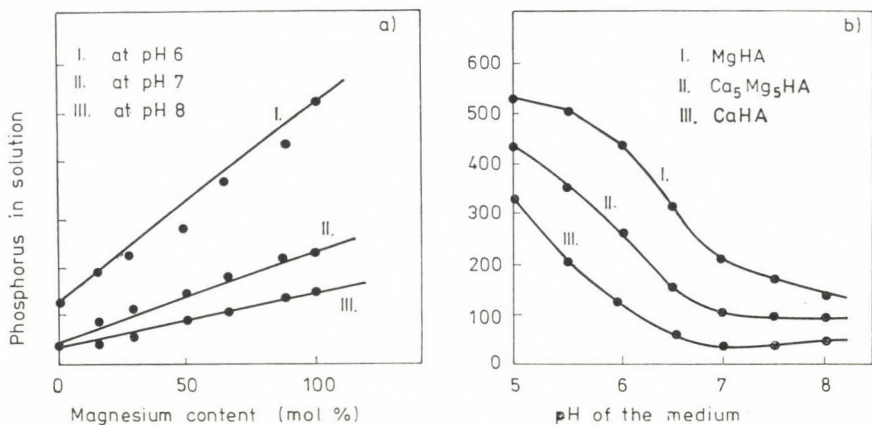 a)
I. at pH 6
II. at pH 7
III. at pH 8
I.
II.
III.
Phosphorus in solution
0 50 100
Magnesium content (mol %)
b)
I. MgHA
II. Ca₅Mg₅HA
III. CaHA
600
500
400
300
200
100
0
I.
II.
III.
5 6 7 8
pH of the medium